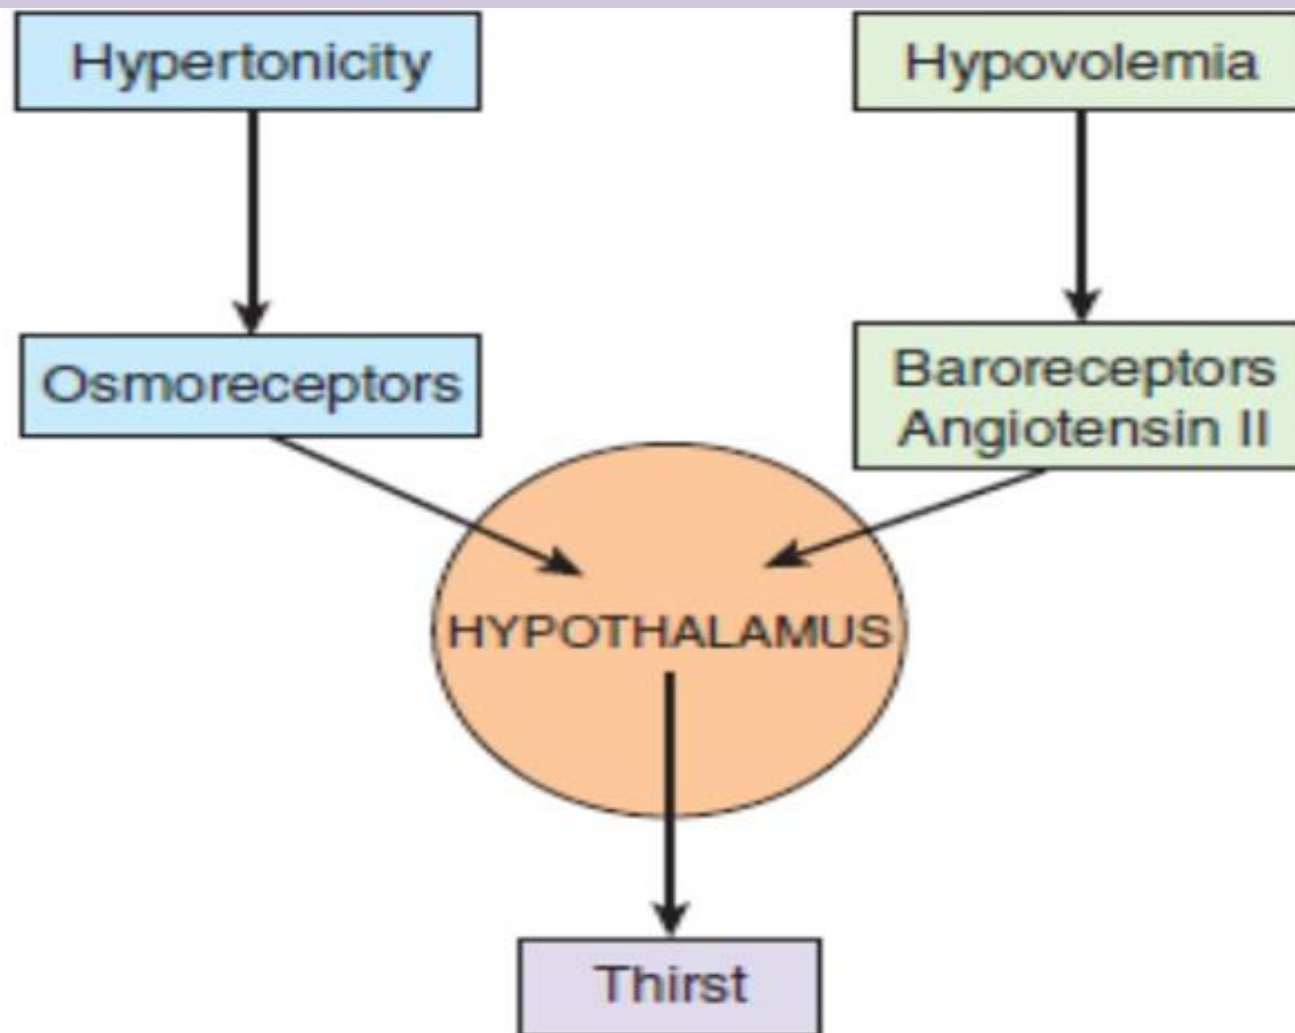 Hypertonicity
Hypovolemia
Osmoreceptors
Baroreceptors
Angiotensin II
HYPOTHALAMUS
Thirst